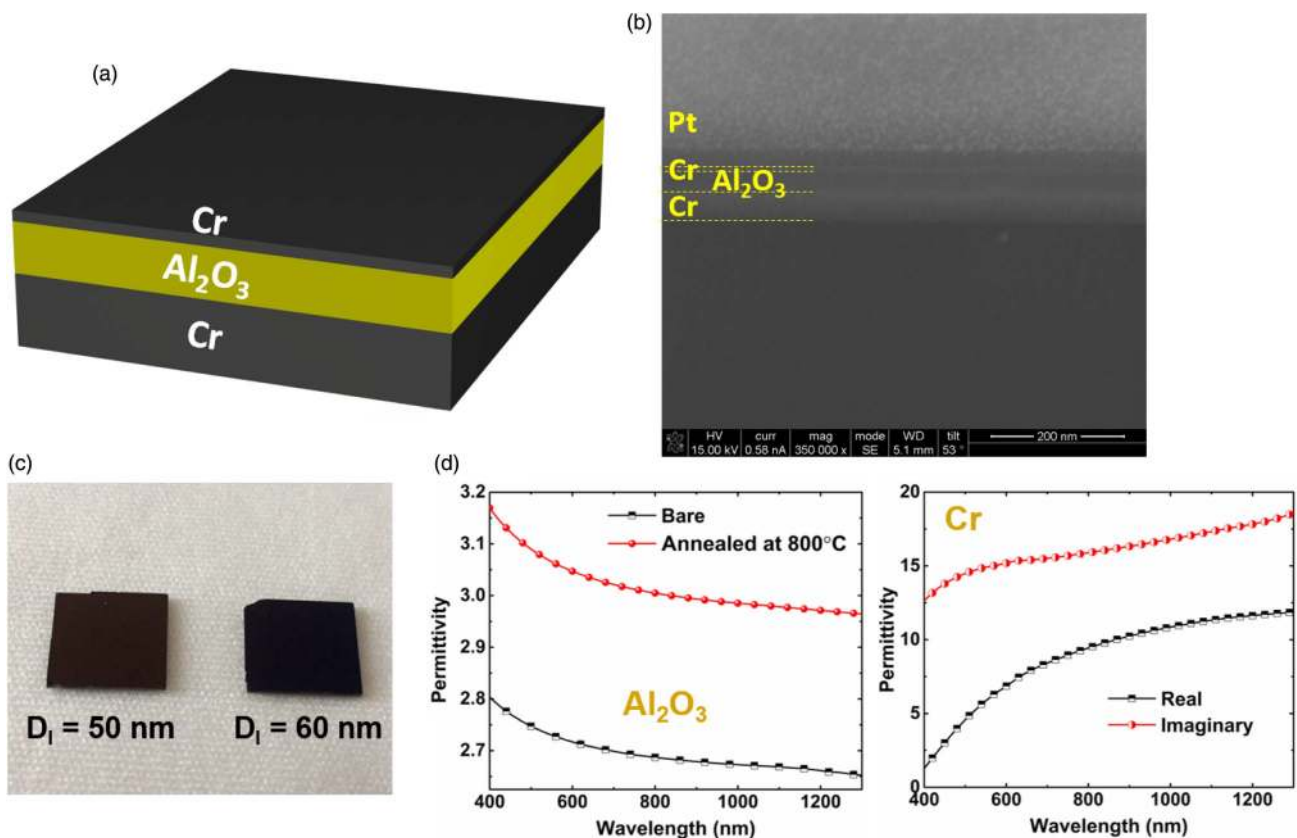 (a)
Cr
Al₂O₃
Cr
(b)
Pt
Cr
Al₂O₃
Cr
HV curr mag mode WD tilt
15.00 kV 0.58 nA 350 000 x SE 5.1 mm 53 °
200 nm
(c)
D_I = 50 nm
D_I = 60 nm
(d)
3.2
3.1
3.0
2.9
2.8
2.7
Permittivity
Bare
Annealed at 800°C
Al₂O₃
400 600 800 1000 1200
Wavelength (nm)
20
15
10
5
0
Permittivity
Cr
Real
Imaginary
400 600 800 1000 1200
Wavelength (nm)